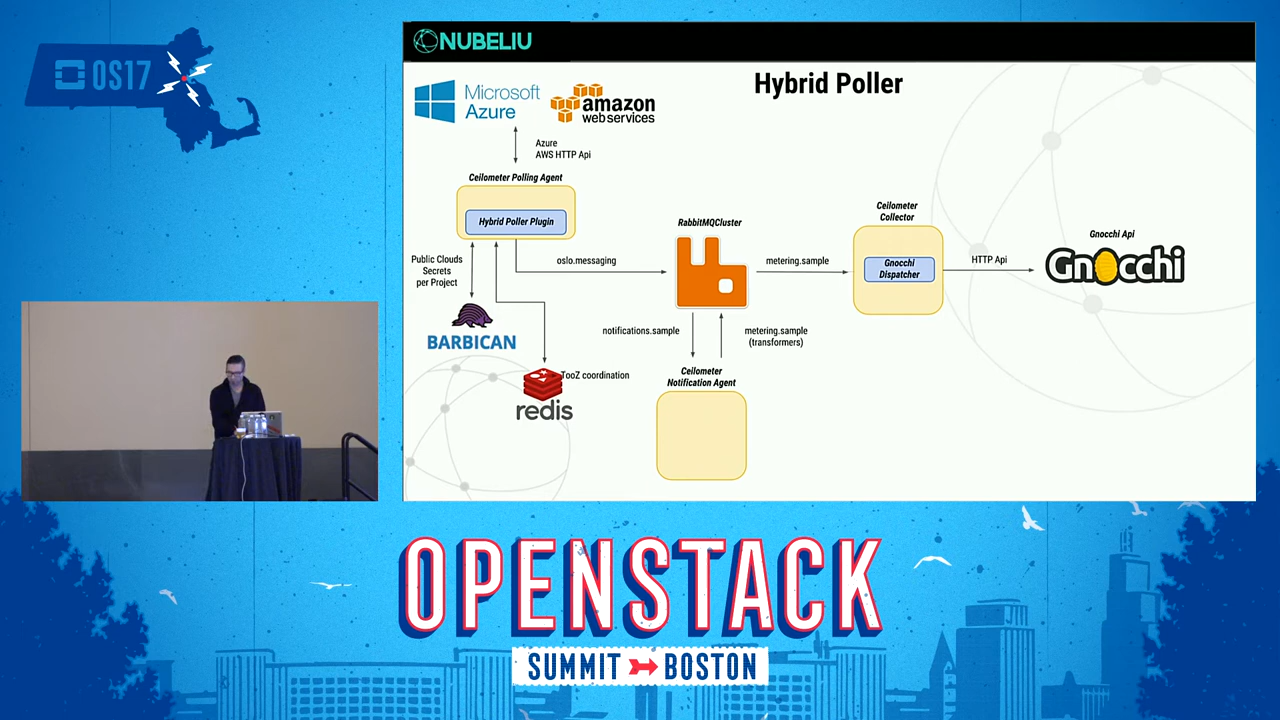 OS17
NUBELIU
Hybrid Poller
Microsoft
Azure
amazon
webservices
Azure
AWS HTTP Api
Ceilometer Polling Agent
Hybrid Poller Plugin
Public Clouds
Secrets
per Project
oslo.messaging
BARBICAN
TooZ coordination
redis
RabbitMQCluster
notifications.sample
metering.sample
(transformers)
Ceilometer
Notification Agent
metering.sample
Ceilometer
Collector
Gnocchi
Dispatcher
HTTP Api
Gnocchi Api
Gnocchi
OPENSTACK
SUMMIT BOSTON